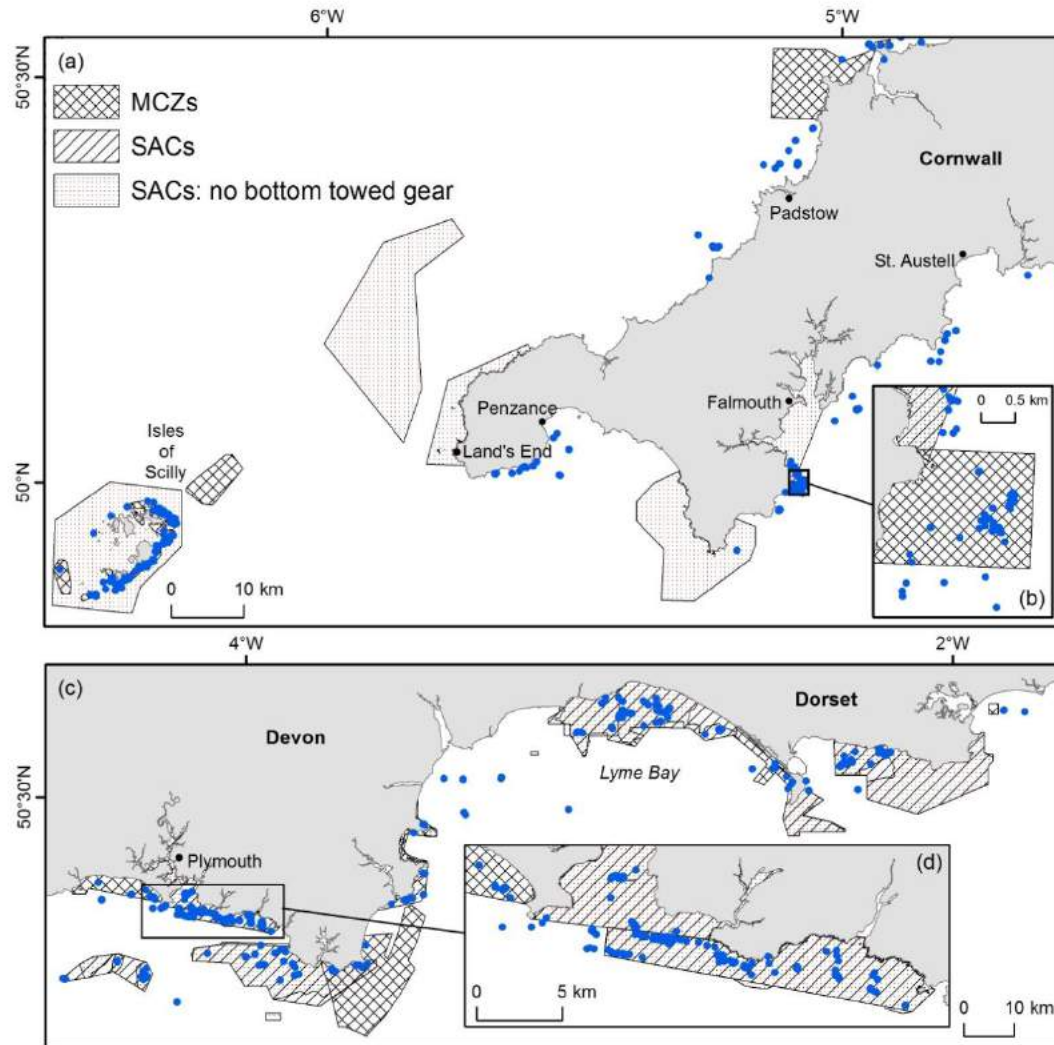 6°W
5°W
50°30'N
(a)
MCZs
SACs
SACs: no bottom towed gear
Cornwall
Padstow
St. Austell
Falmouth
0 0.5 km
Penzance
Land's End
Isles
of
Scilly
50°N
0 10 km
(b)
4°W
2°W
(c)
Devon
Dorset
Lyme Bay
50°30'N
Plymouth
(d)
0 5 km
0 10 km